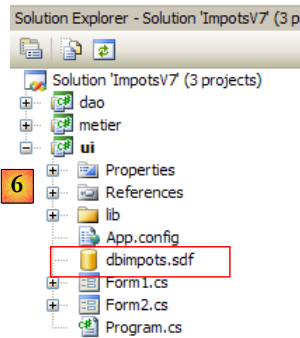 Solution Explorer - Solution 'ImpotsV7' (3 p
Solution 'ImpotsV7' (3 projects)
dao
metier
ui
Properties
6
References
lib
App.config
dbimpots.sdf
Form1.cs
Form2.cs
Program.cs